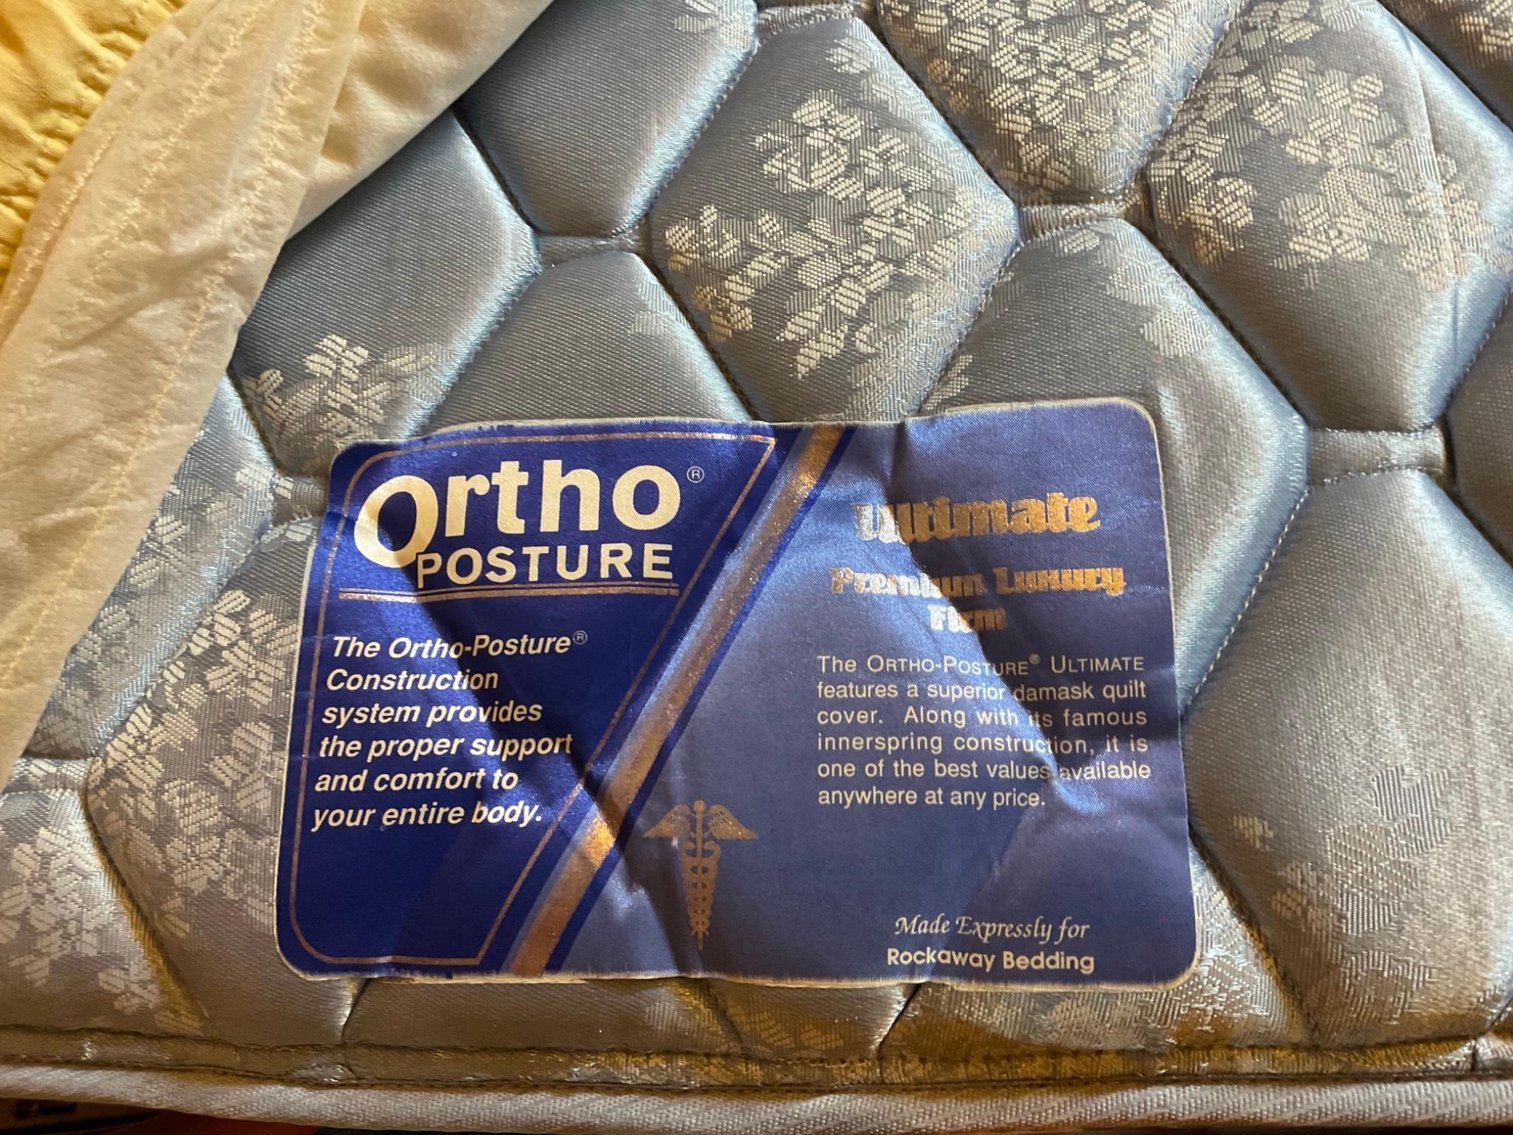 Ortho®
POSTURE
The Ortho-Posture®
Construction
system provides
the proper support
and comfort to
your entire body.
Ultimate
Premium Luxury
Firm
The ORTHO-POSTURE® ULTIMATE
features a superior damask quilt
cover. Along with its famous
innerspring construction, it is
one of the best values available
anywhere at any price.
Made Expressly for
Rockaway Bedding